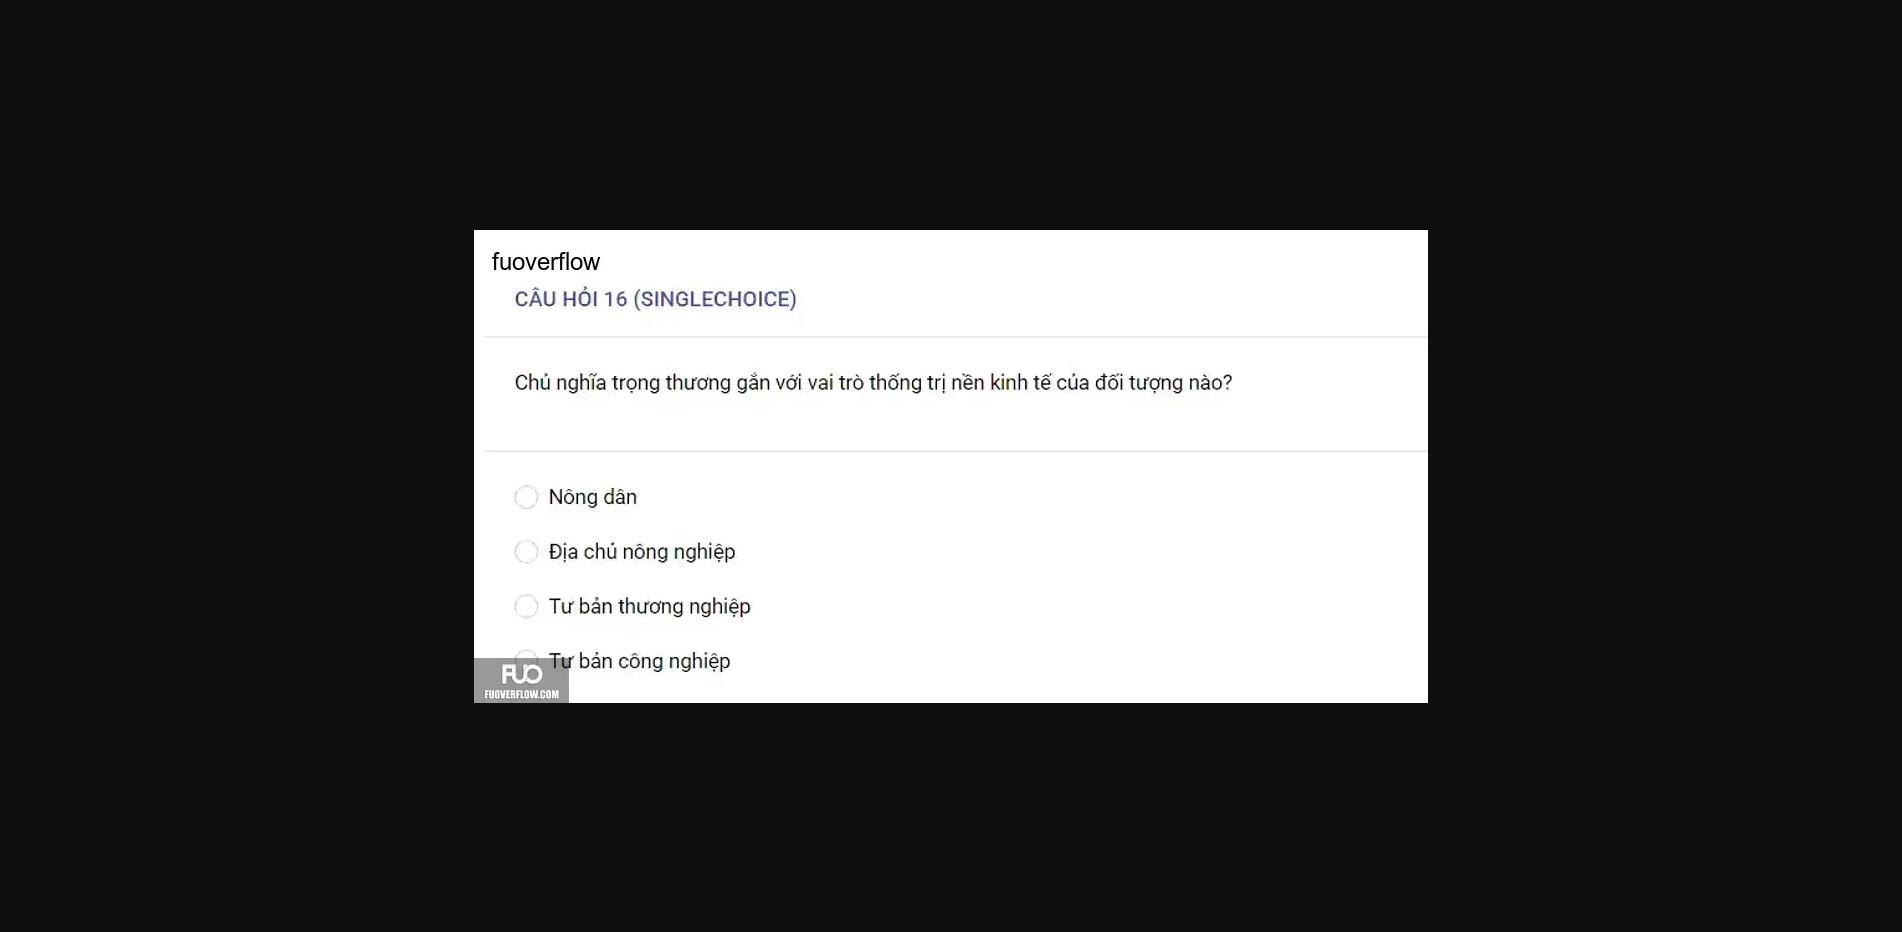 fuoverflow
CÂU HỎI 16 (SINGLECHOICE)
Chủ nghĩa trọng thương gắn với vai trò thống trị nền kinh tế của đối tượng nào?
Nông dân
Địa chủ nông nghiệp
Tư bản thương nghiệp
Tư bản công nghiệp
FUO
FUOVERFLOW.COM